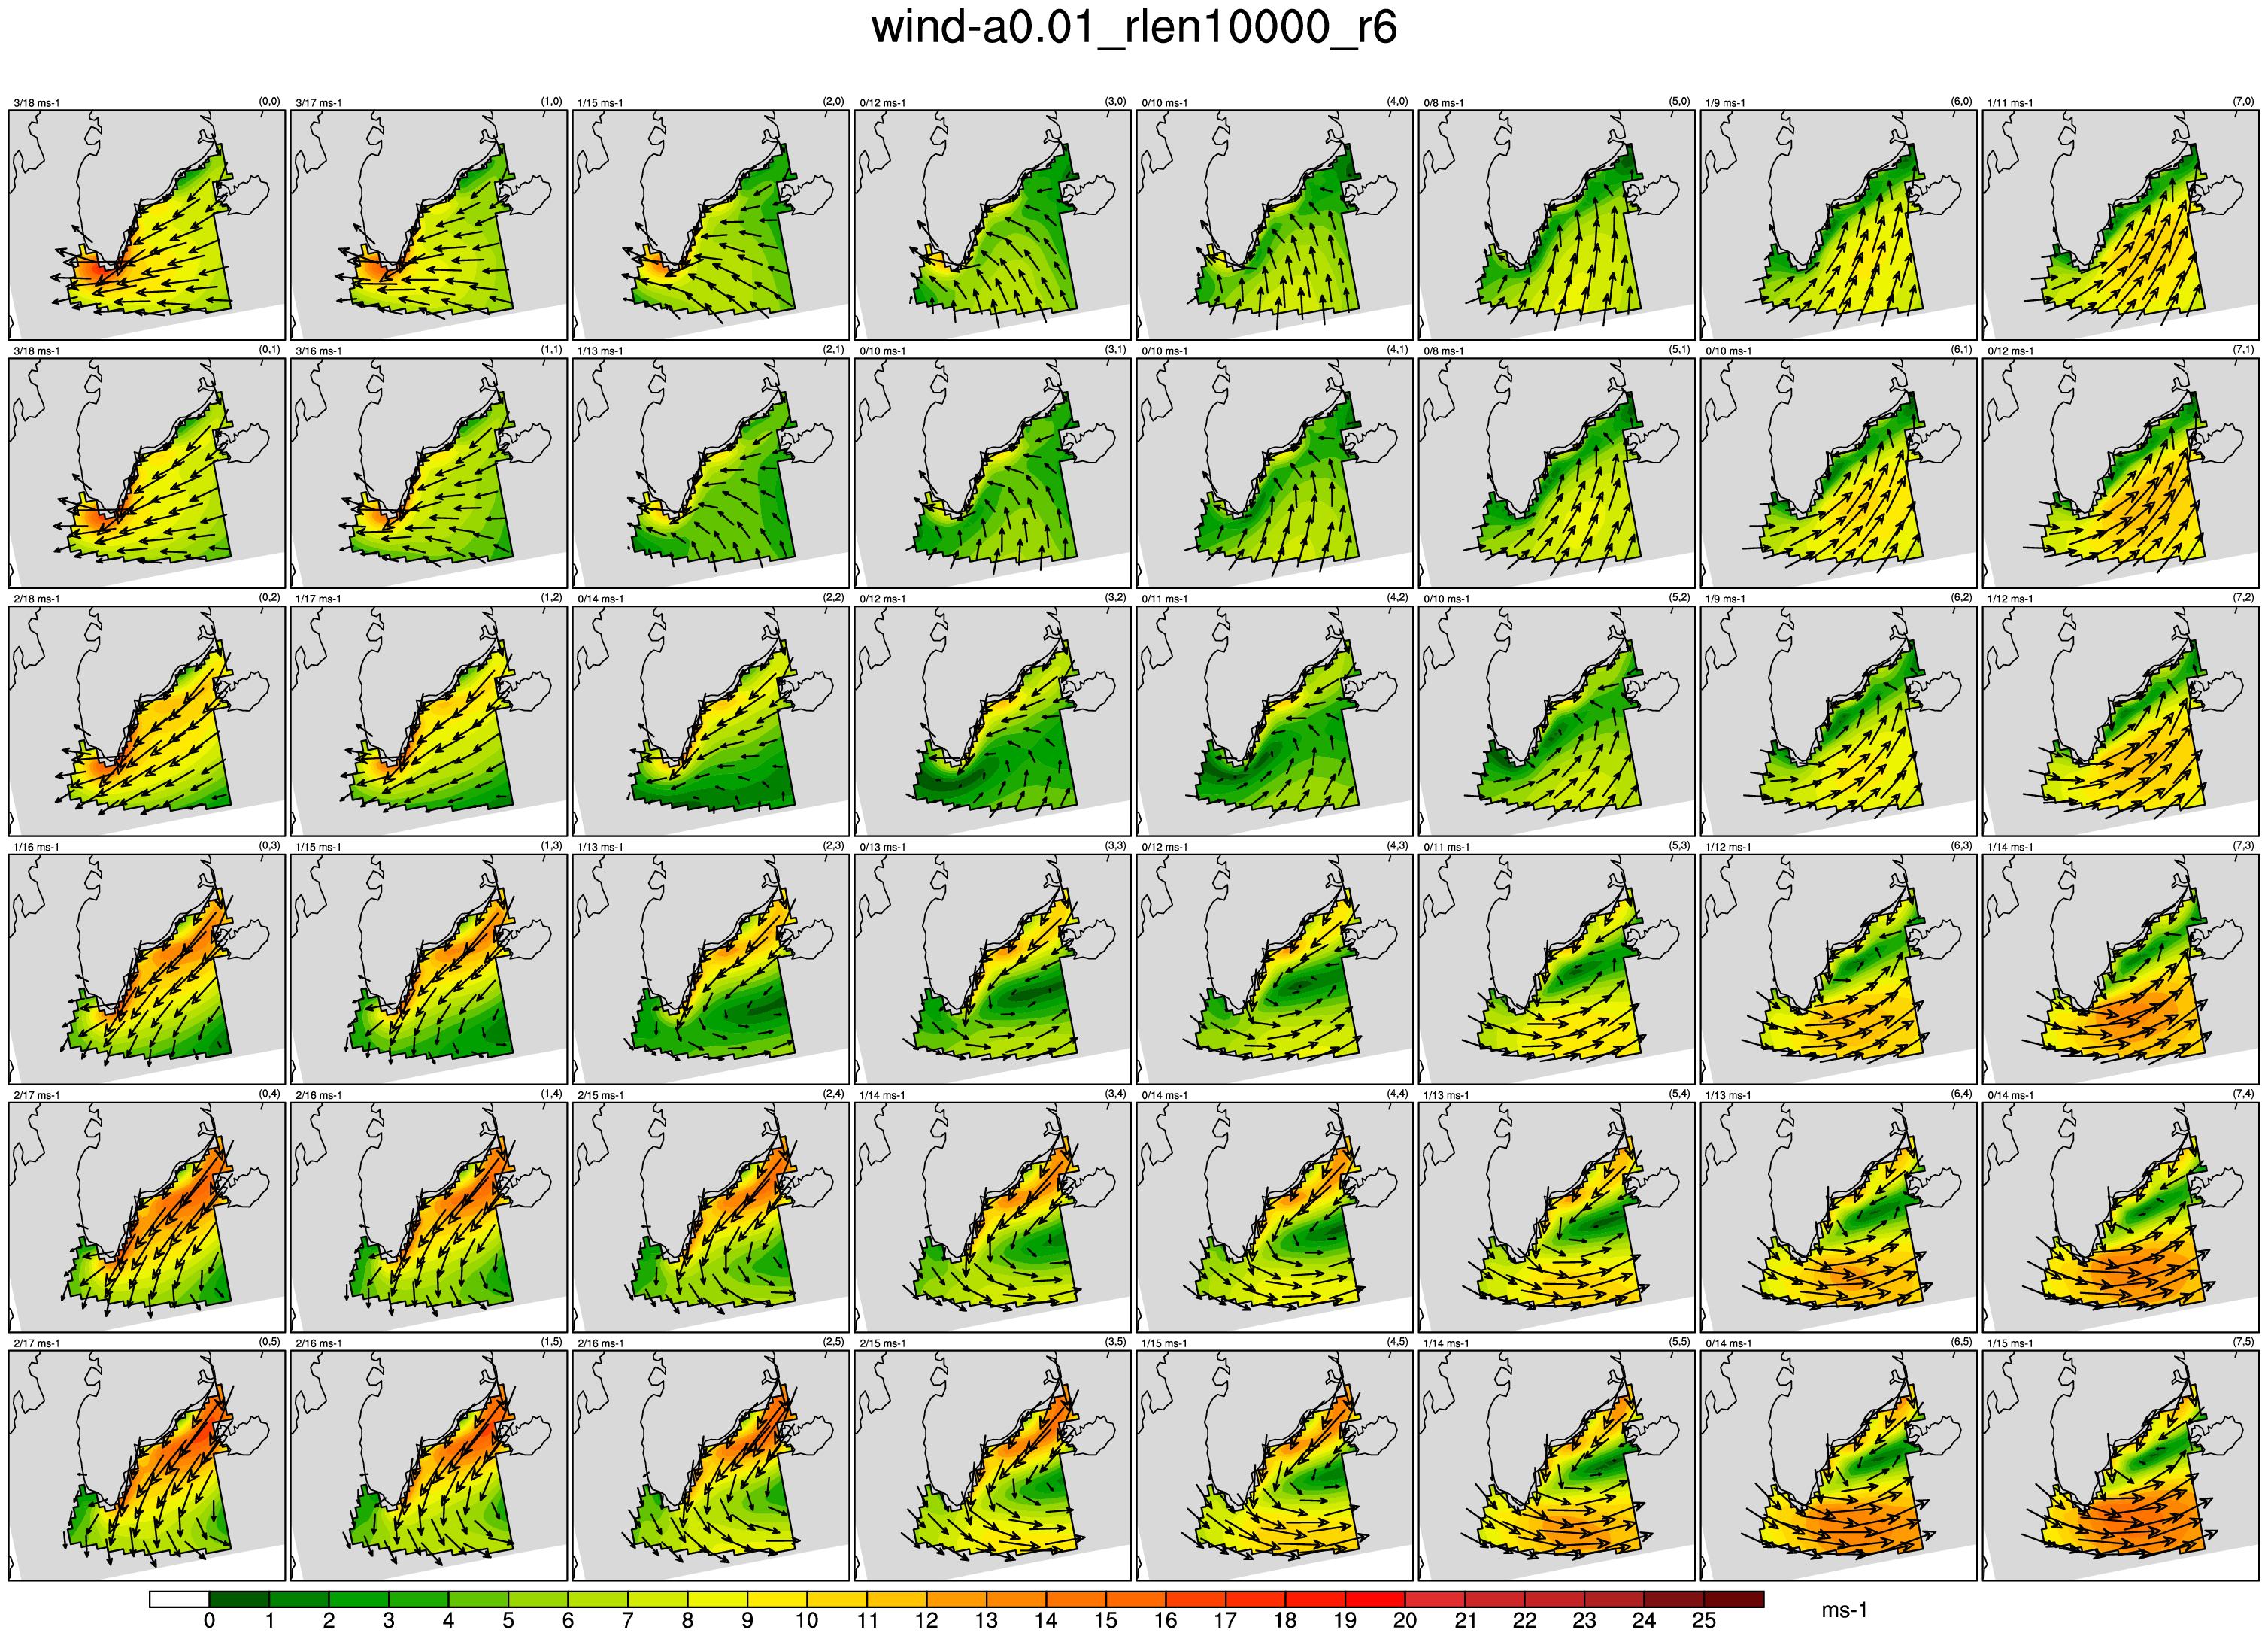 wind-a0.01_rlen10000_r6
3/18 ms-1 (0,0) 3/17 ms-1 (1,0) 1/15 ms-1 (2,0) 0/12 ms-1 (3,0) 0/10 ms-1 (4,0) 0/8 ms-1 (5,0) 1/9 ms-1 (6,0) 1/11 ms-1 (7,0)
3/18 ms-1 (0,1) 3/16 ms-1 (1,1) 1/13 ms-1 (2,1) 0/10 ms-1 (3,1) 0/10 ms-1 (4,1) 0/8 ms-1 (5,1) 0/10 ms-1 (6,1) 0/12 ms-1 (7,1)
2/18 ms-1 (0,2) 1/17 ms-1 (1,2) 0/14 ms-1 (2,2) 0/12 ms-1 (3,2) 0/11 ms-1 (4,2) 0/10 ms-1 (5,2) 1/9 ms-1 (6,2) 1/12 ms-1 (7,2)
1/16 ms-1 (0,3) 1/15 ms-1 (1,3) 1/13 ms-1 (2,3) 0/13 ms-1 (3,3) 0/12 ms-1 (4,3) 0/11 ms-1 (5,3) 1/12 ms-1 (6,3) 1/14 ms-1 (7,3)
2/17 ms-1 (0,4) 2/16 ms-1 (1,4) 2/15 ms-1 (2,4) 1/14 ms-1 (3,4) 0/14 ms-1 (4,4) 1/13 ms-1 (5,4) 1/13 ms-1 (6,4) 0/14 ms-1 (7,4)
2/17 ms-1 (0,5) 2/16 ms-1 (1,5) 2/16 ms-1 (2,5) 2/15 ms-1 (3,5) 1/15 ms-1 (4,5) 1/14 ms-1 (5,5) 0/14 ms-1 (6,5) 1/15 ms-1 (7,5)
0 1 2 3 4 5 6 7 8 9 10 11 12 13 14 15 16 17 18 19 20 21 22 23 24 25 ms-1